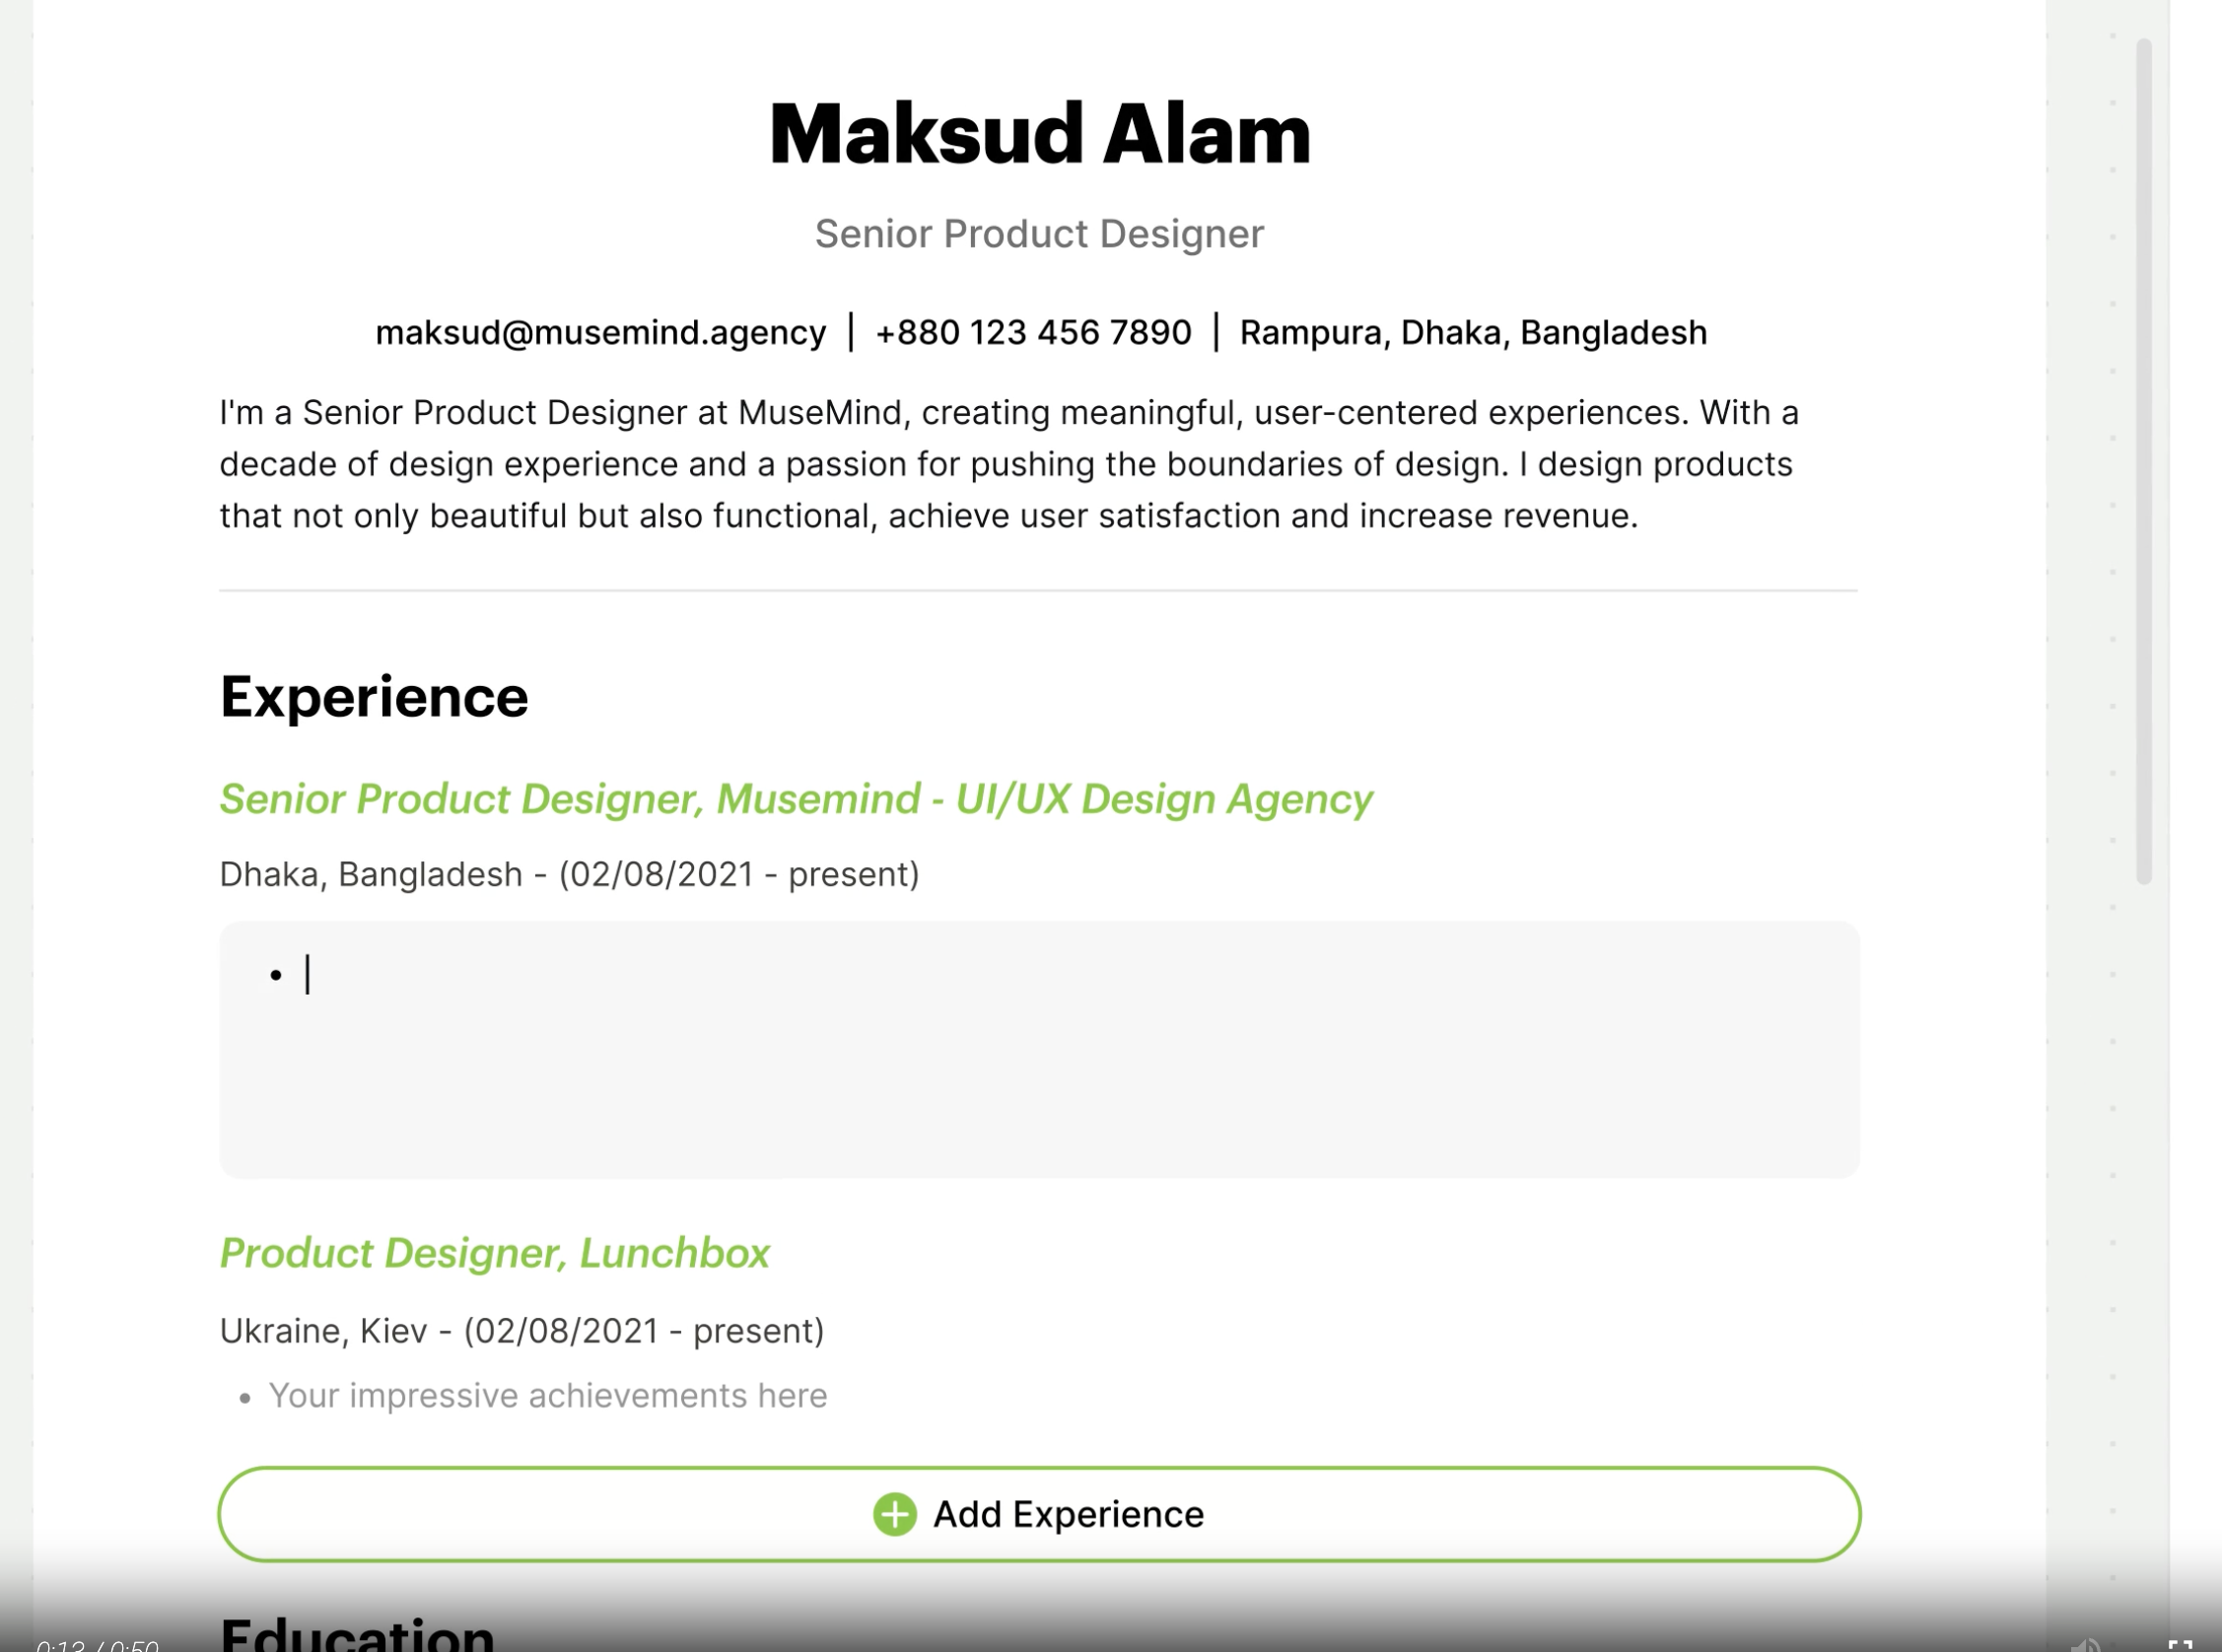 Maksud Alam
Senior Product Designer
maksud@musemind.agency | +880 123 456 7890 | Rampura, Dhaka, Bangladesh
I'm a Senior Product Designer at MuseMind, creating meaningful, user-centered experiences. With a
decade of design experience and a passion for pushing the boundaries of design. I design products
that not only beautiful but also functional, achieve user satisfaction and increase revenue.
Experience
Senior Product Designer, Musemind - UI/UX Design Agency
Dhaka, Bangladesh - (02/08/2021 - present)
•
Product Designer, Lunchbox
Ukraine, Kiev - (02/08/2021 - present)
• Your impressive achievements here
Add Experience
Education
0:13 / 0:50